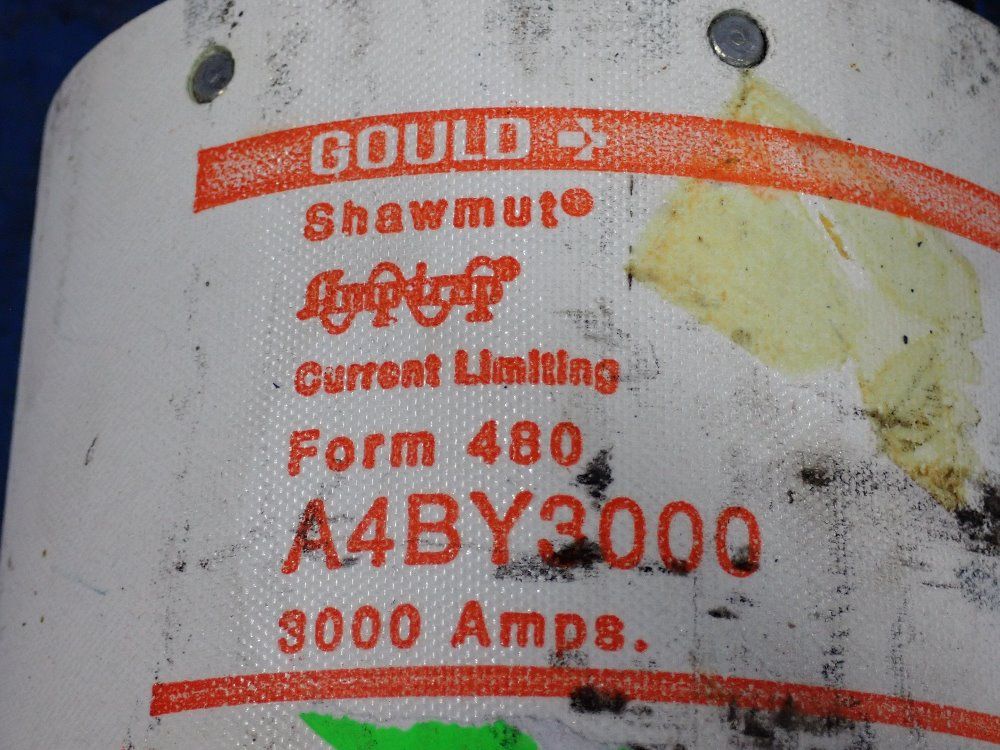 GOULD
Shawmut®
Amp-trap®
Current Limiting
Form 480
A4BY3000
3000 Amps.